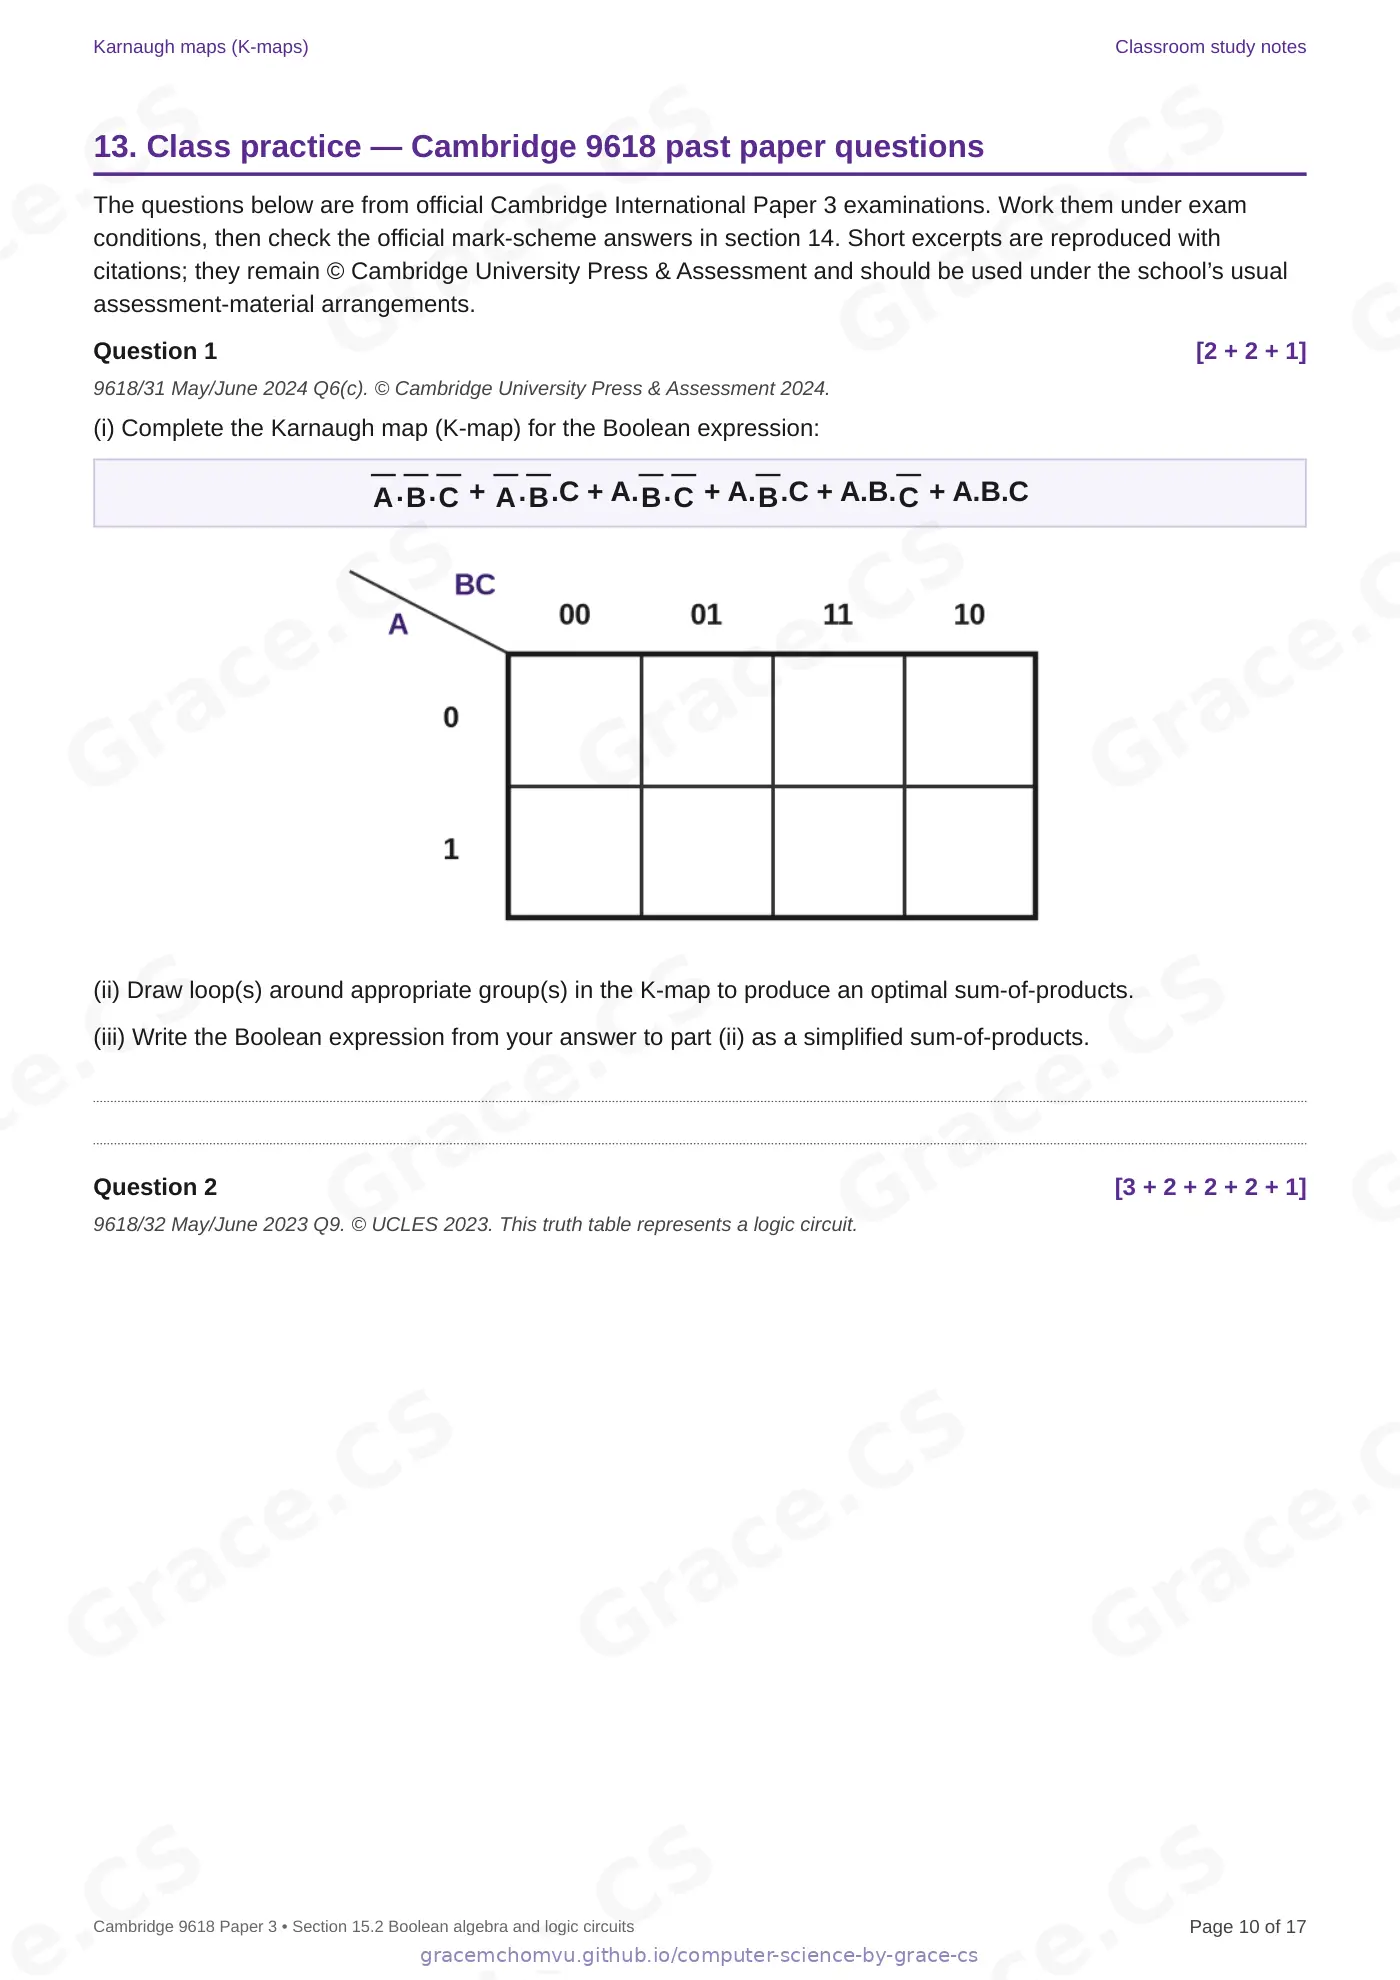 Karnaugh maps (K-maps) Classroom study notes
13. Class practice — Cambridge 9618 past paper questions
The questions below are from official Cambridge International Paper 3 examinations. Work them under exam
conditions, then check the official mark-scheme answers in section 14. Short excerpts are reproduced with
citations; they remain © Cambridge University Press & Assessment and should be used under the school’s usual
assessment-material arrangements.
Question 1 [2 + 2 + 1]
9618/31 May/June 2024 Q6(c). © Cambridge University Press & Assessment 2024.
(i) Complete the Karnaugh map (K-map) for the Boolean expression:
A̅·B̅·C̅ + A̅·B̅.C + A.B̅·C̅ + A.B̅.C + A.B.C̅ + A.B.C
BC
A
00 01 11 10
0
1
(ii) Draw loop(s) around appropriate group(s) in the K-map to produce an optimal sum-of-products.
(iii) Write the Boolean expression from your answer to part (ii) as a simplified sum-of-products.
Question 2 [3 + 2 + 2 + 2 + 1]
9618/32 May/June 2023 Q9. © UCLES 2023. This truth table represents a logic circuit.
Cambridge 9618 Paper 3 • Section 15.2 Boolean algebra and logic circuits Page 10 of 17
gracemchomvu.github.io/computer-science-by-grace-cs
Grace.CS